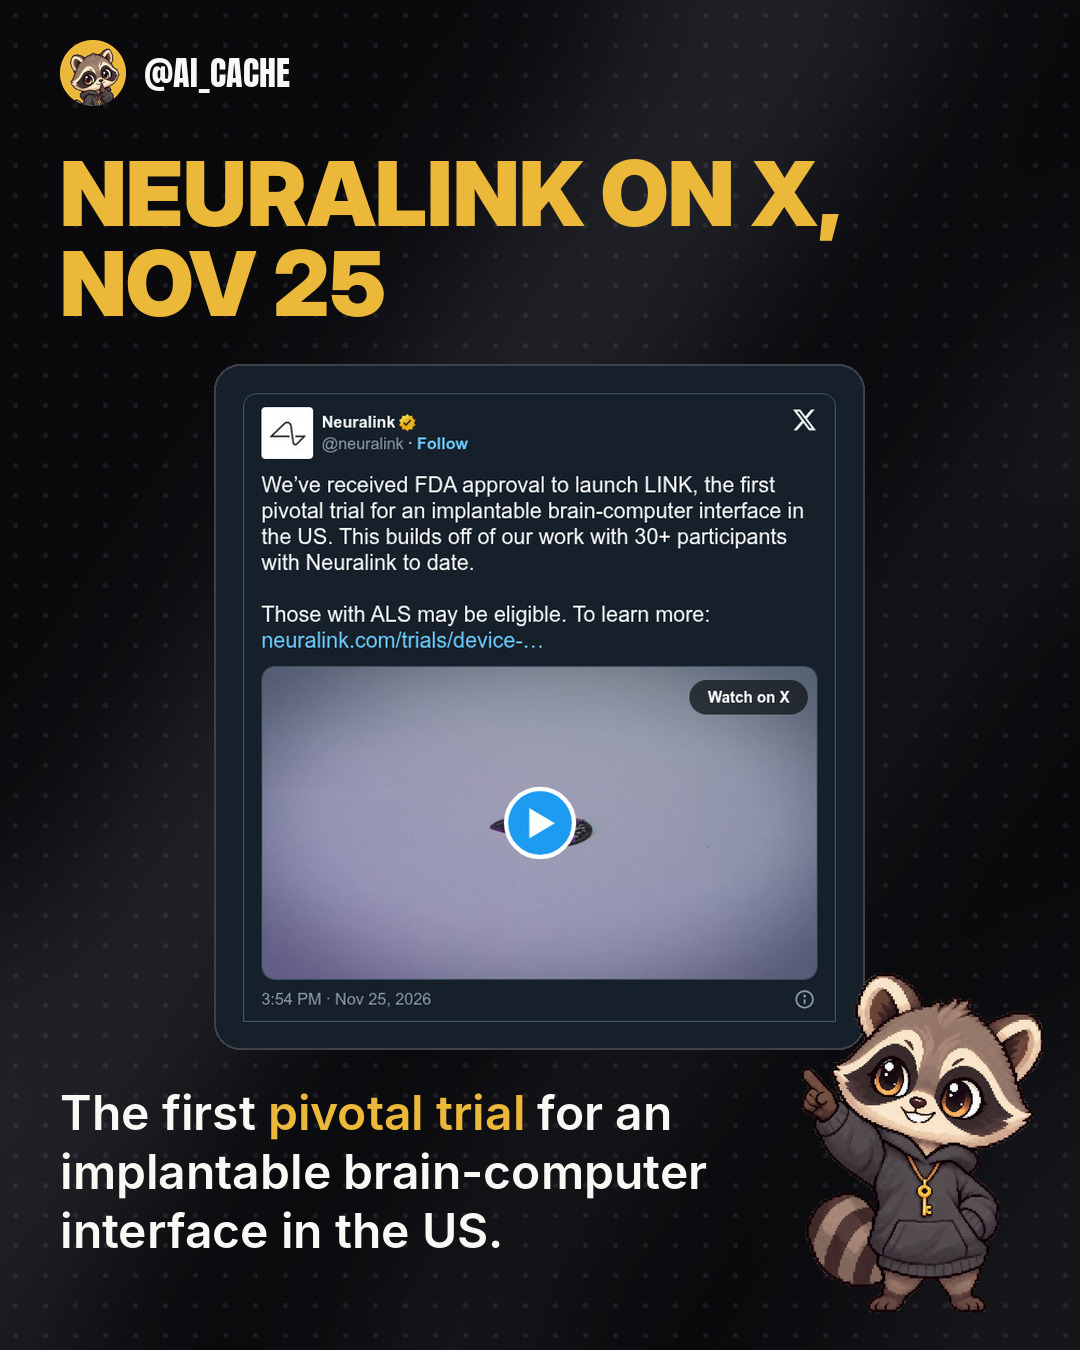 @AI_CACHE
NEURALINK ON X,
NOV 25
Neuralink
@neuralink · Follow
We’ve received FDA approval to launch LINK, the first
pivotal trial for an implantable brain-computer interface in
the US. This builds off of our work with 30+ participants
with Neuralink to date.
Those with ALS may be eligible. To learn more:
neuralink.com/trials/device-…
Watch on X
3:54 PM · Nov 25, 2026
The first pivotal trial for an
implantable brain-computer
interface in the US.